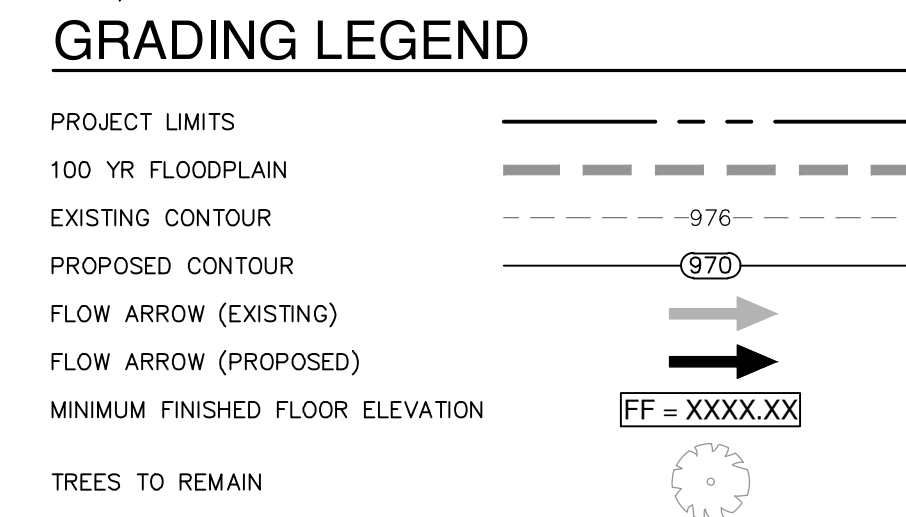 GRADING LEGEND
PROJECT LIMITS
100 YR FLOODPLAIN
EXISTING CONTOUR 976
PROPOSED CONTOUR 970
FLOW ARROW (EXISTING)
FLOW ARROW (PROPOSED)
MINIMUM FINISHED FLOOR ELEVATION FF = XXXX.XX
TREES TO REMAIN